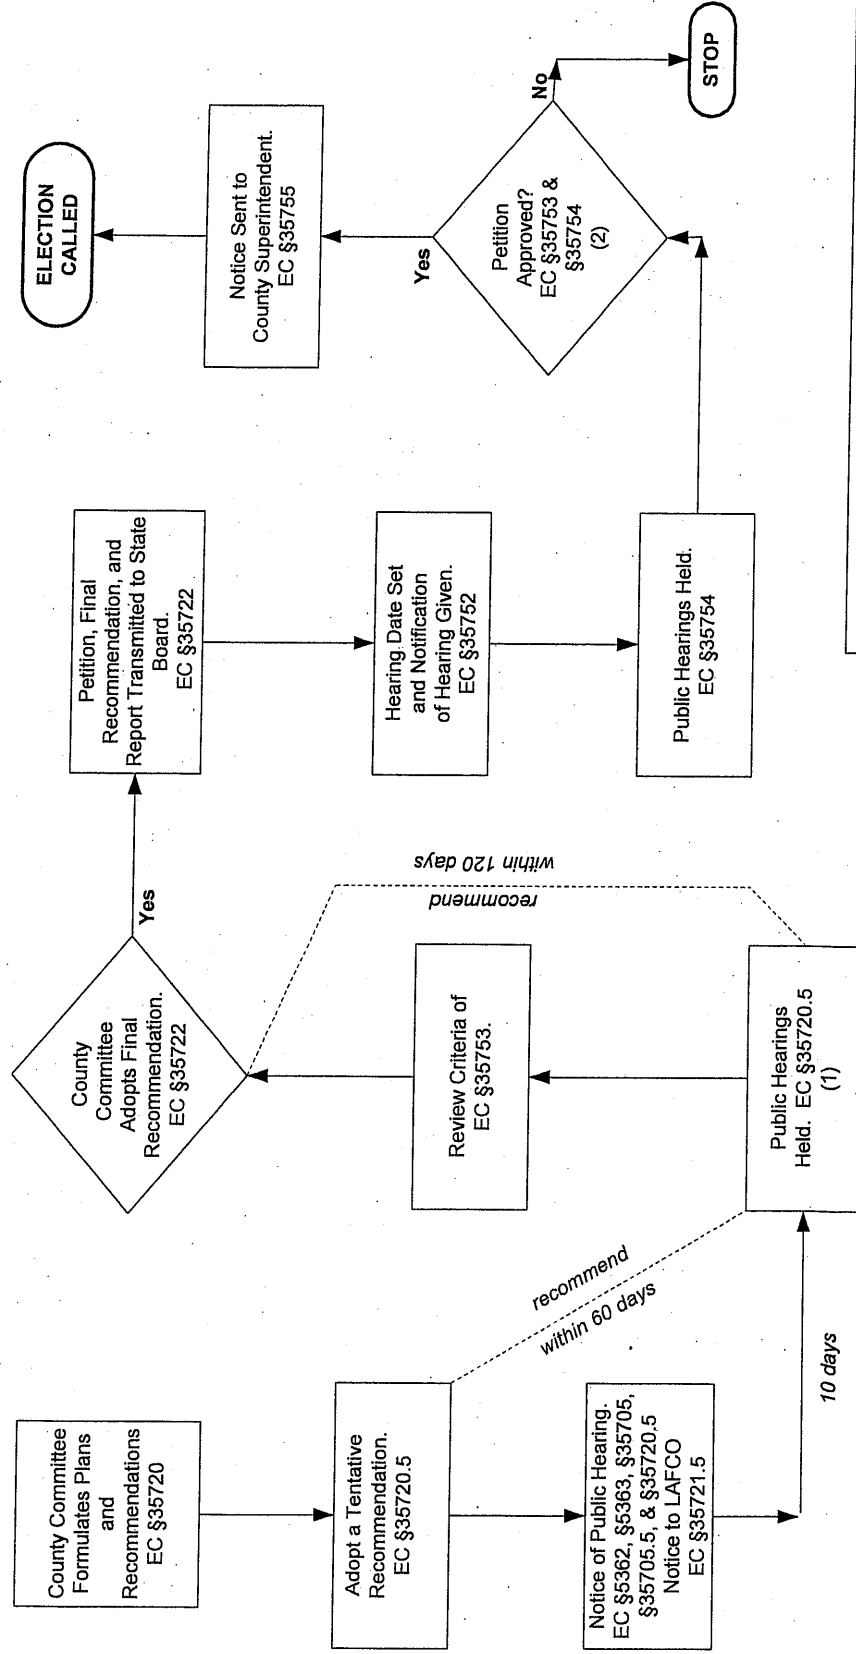 County Committee
Formulates Plans
and
Recommendations
EC §35720
Adopt a Tentative
Recommendation.
EC §35720.5
Notice of Public Hearing.
EC §5362, §5363, §35705,
§35705.5, & §35720.5
Notice to LAFCO
EC §35721.5
10 days
recommend
within 60 days
Public Hearings
Held. EC §35720.5
(1)
Review Criteria of
EC §35753.
County
Committee
Adopts Final
Recommendation.
EC §35722
recommend
within 120 days
Yes
Petition, Final
Recommendation, and
Report Transmitted to State
Board.
EC §35722
Hearing Date Set
and Notification
of Hearing Given.
EC §35752
Public Hearings Held.
EC §35754
Petition
Approved?
EC §35753 &
§35754
(2)
Yes
No
Notice Sent to
County Superintendent.
EC §35755
ELECTION
CALLED
STOP